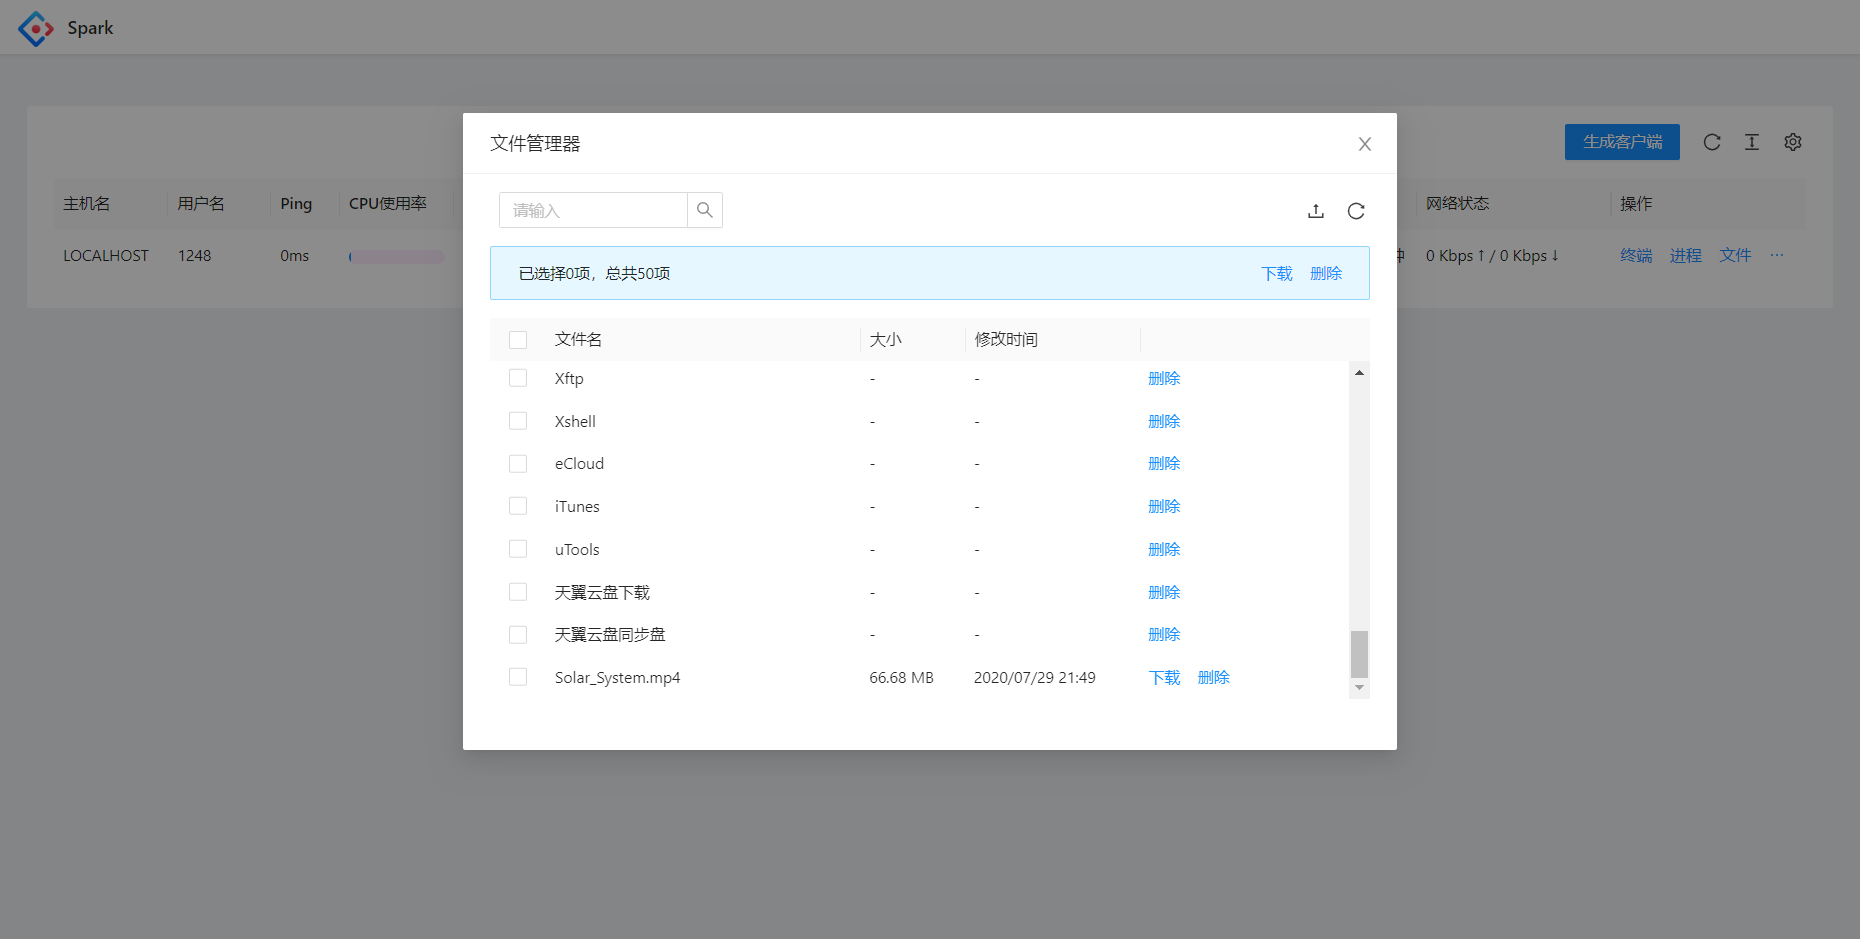 Spark
文件管理器
生成客户端
主机名 用户名 Ping CPU使用率 网络状态 操作
LOCALHOST 1248 0ms 0 Kbps↑ / 0 Kbps↓ 终端 进程 文件 ···
请输入
已选择0项，总共50项 下载 删除
文件名 大小 修改时间
Xftp - - 删除
Xshell - - 删除
eCloud - - 删除
iTunes - - 删除
uTools - - 删除
天翼云盘下载 - - 删除
天翼云盘同步盘 - - 删除
Solar_System.mp4 66.68 MB 2020/07/29 21:49 下载 删除